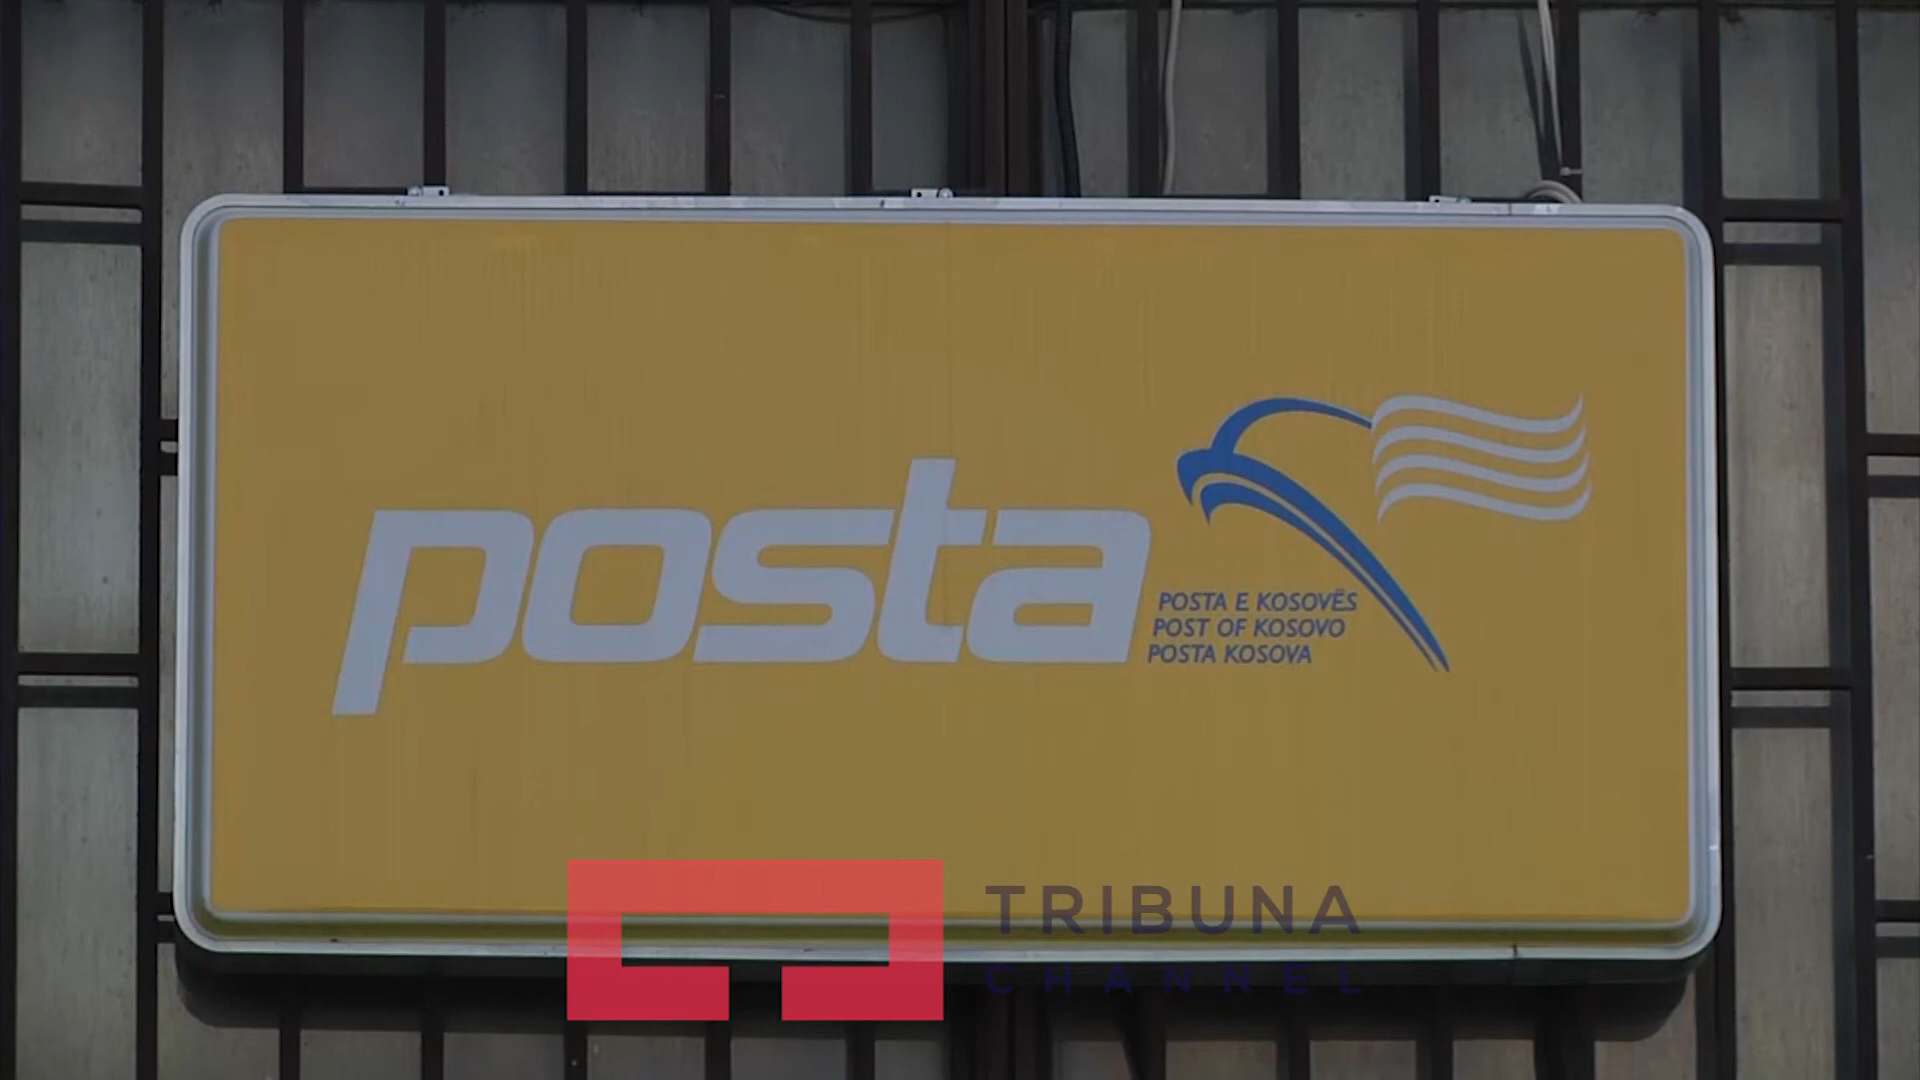 posta
POSTA E KOSOVËS
POST OF KOSOVO
POSTA KOSOVA
TRIBUNA
CHANNEL